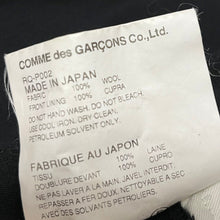 COMME des GARÇONS Co., Ltd.
RQ-P002
MADE IN JAPAN
FABRIC 100% WOOL
FRONT LINING 100% CUPRA
DO NOT HAND WASH. DO NOT BLEACH.
USE COOL IRON. DRY CLEAN,
PETROLEUM SOLVENT ONLY.
FABRIQUE AU JAPON
TISSU 100% LAINE
DOUBLURE DEVANT 100% CUPRA
NE PAS LAVER A LA MAIN. JAVEL INTERDIT.
REPASSER A FER DOUX. NETTOYABLE A SEC
AVEC DES SOLVANTS PETROLIERS.